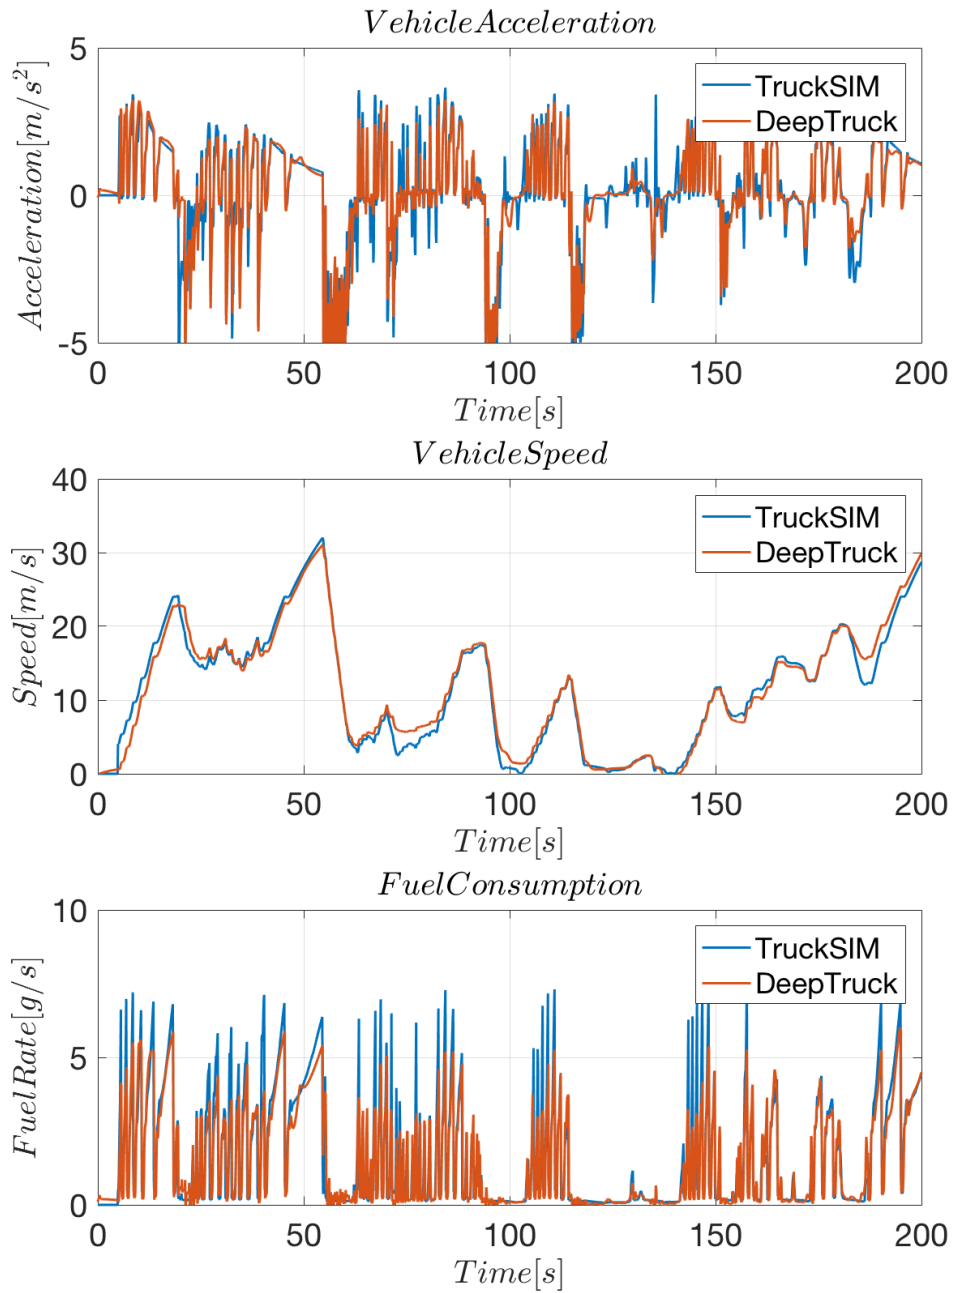 VehicleAcceleration
Acceleration[m/s²]
5
0
-5
TruckSIM
DeepTruck
0 50 100 150 200
Time[s]
VehicleSpeed
Speed[m/s]
40
30
20
10
0
TruckSIM
DeepTruck
0 50 100 150 200
Time[s]
FuelConsumption
FuelRate[g/s]
10
5
0
TruckSIM
DeepTruck
0 50 100 150 200
Time[s]